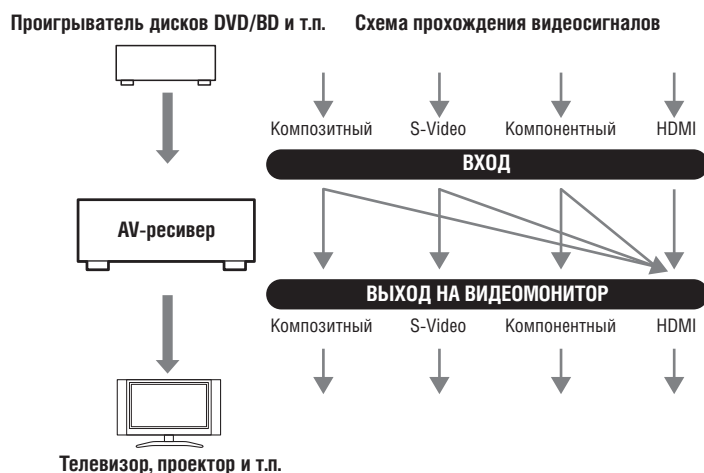 Проигрыватель дисков DVD/BD и т.п.
Схема прохождения видеосигналов
Композитный S-Video Компонентный HDMI
ВХОД
AV-ресивер
ВЫХОД НА ВИДЕОМОНИТОР
Композитный S-Video Компонентный HDMI
Телевизор, проектор и т.п.